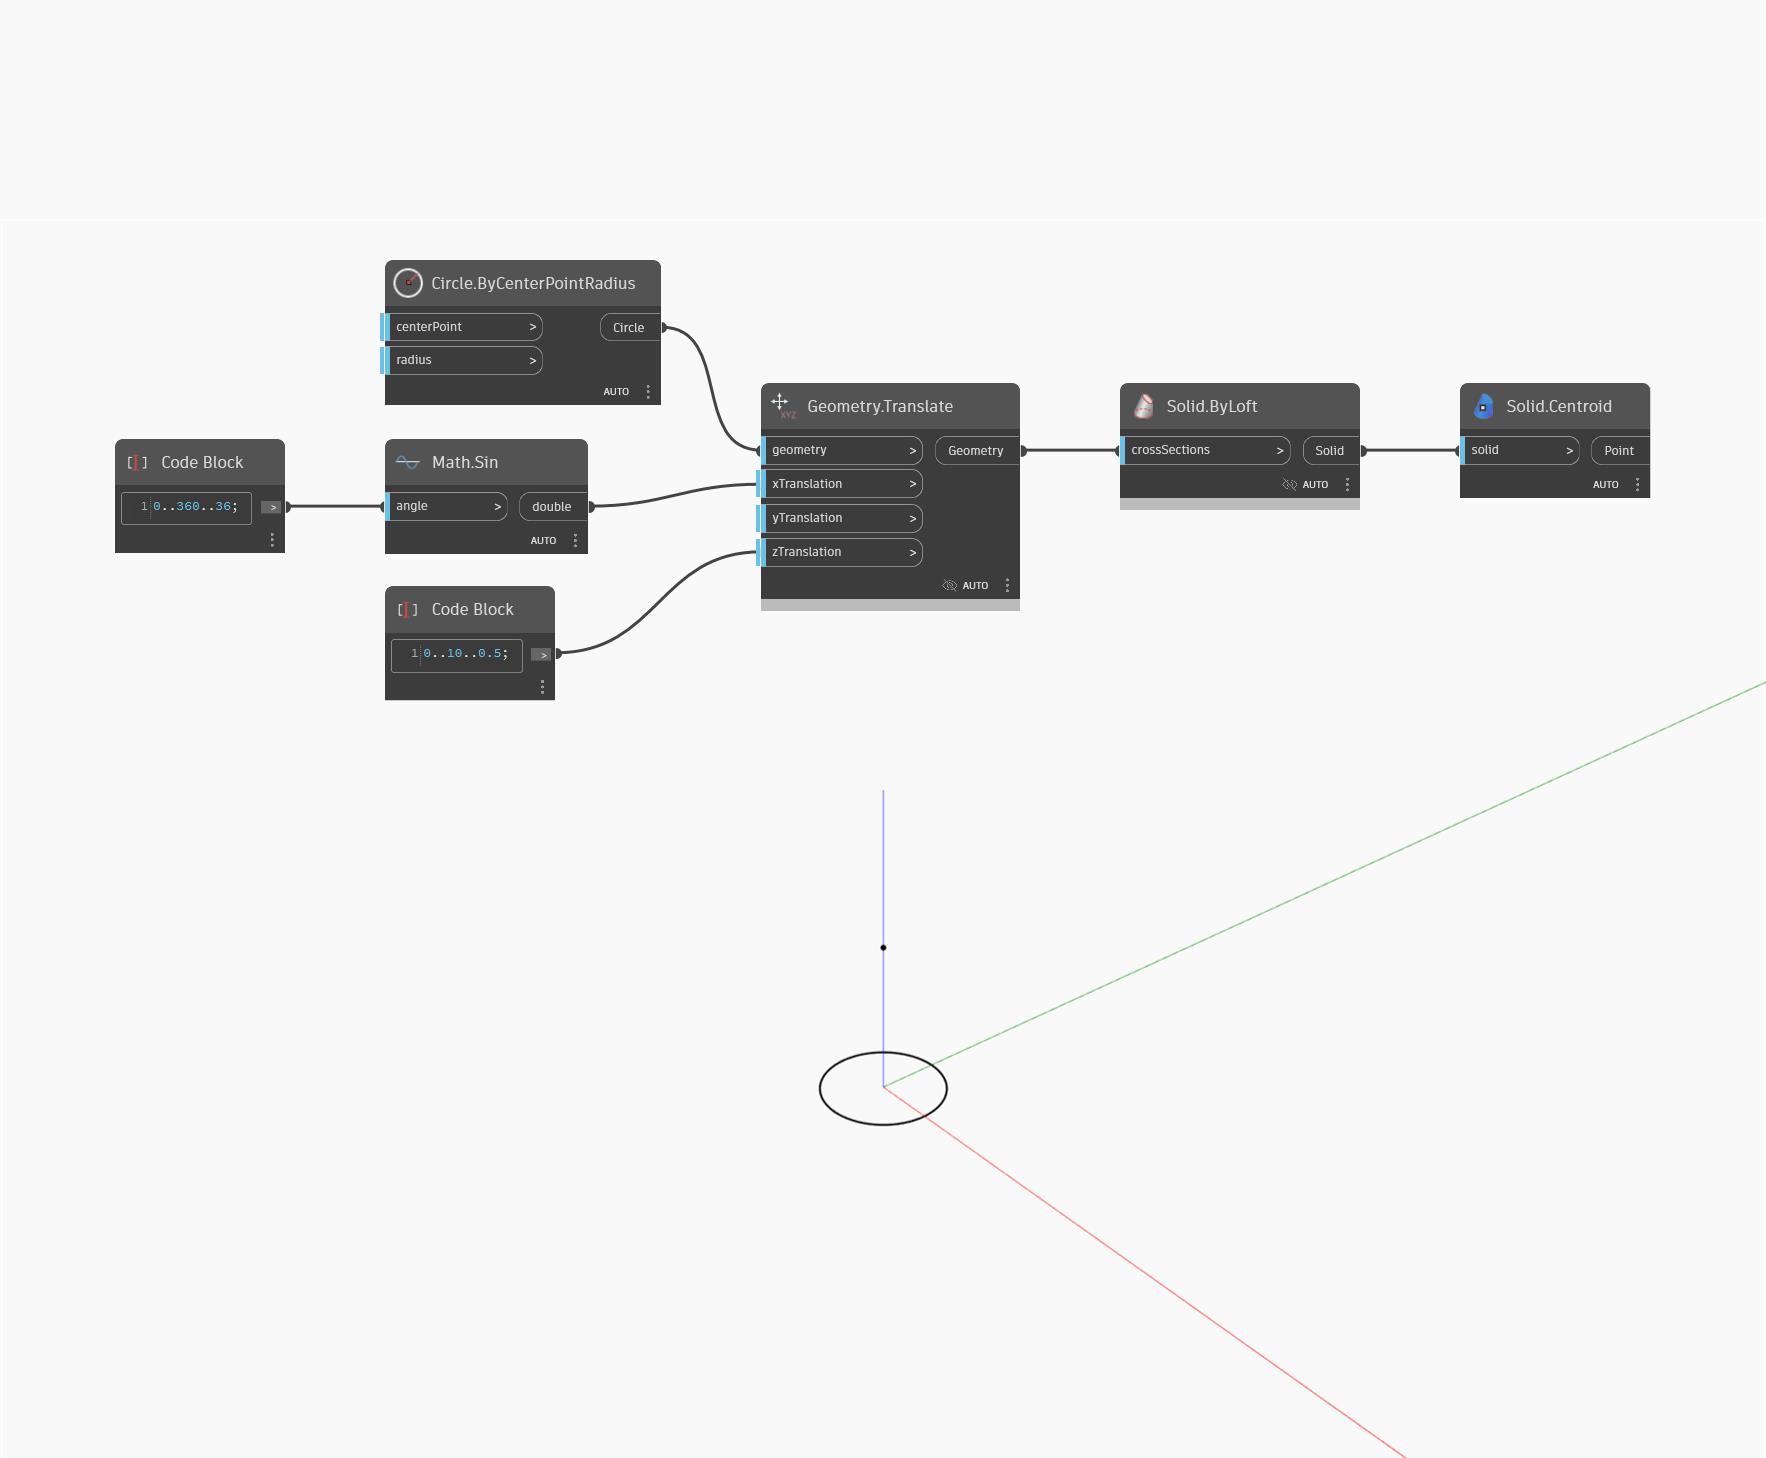 Circle.ByCenterPointRadius
centerPoint > Circle
radius >
AUTO
Code Block
1 0..360..36; >
Math.Sin
angle > double
AUTO
Code Block
1 0..10..0.5; >
XYZ Geometry.Translate
geometry > Geometry
xTranslation >
yTranslation >
zTranslation >
AUTO
Solid.ByLoft
crossSections > Solid
AUTO
Solid.Centroid
solid > Point
AUTO